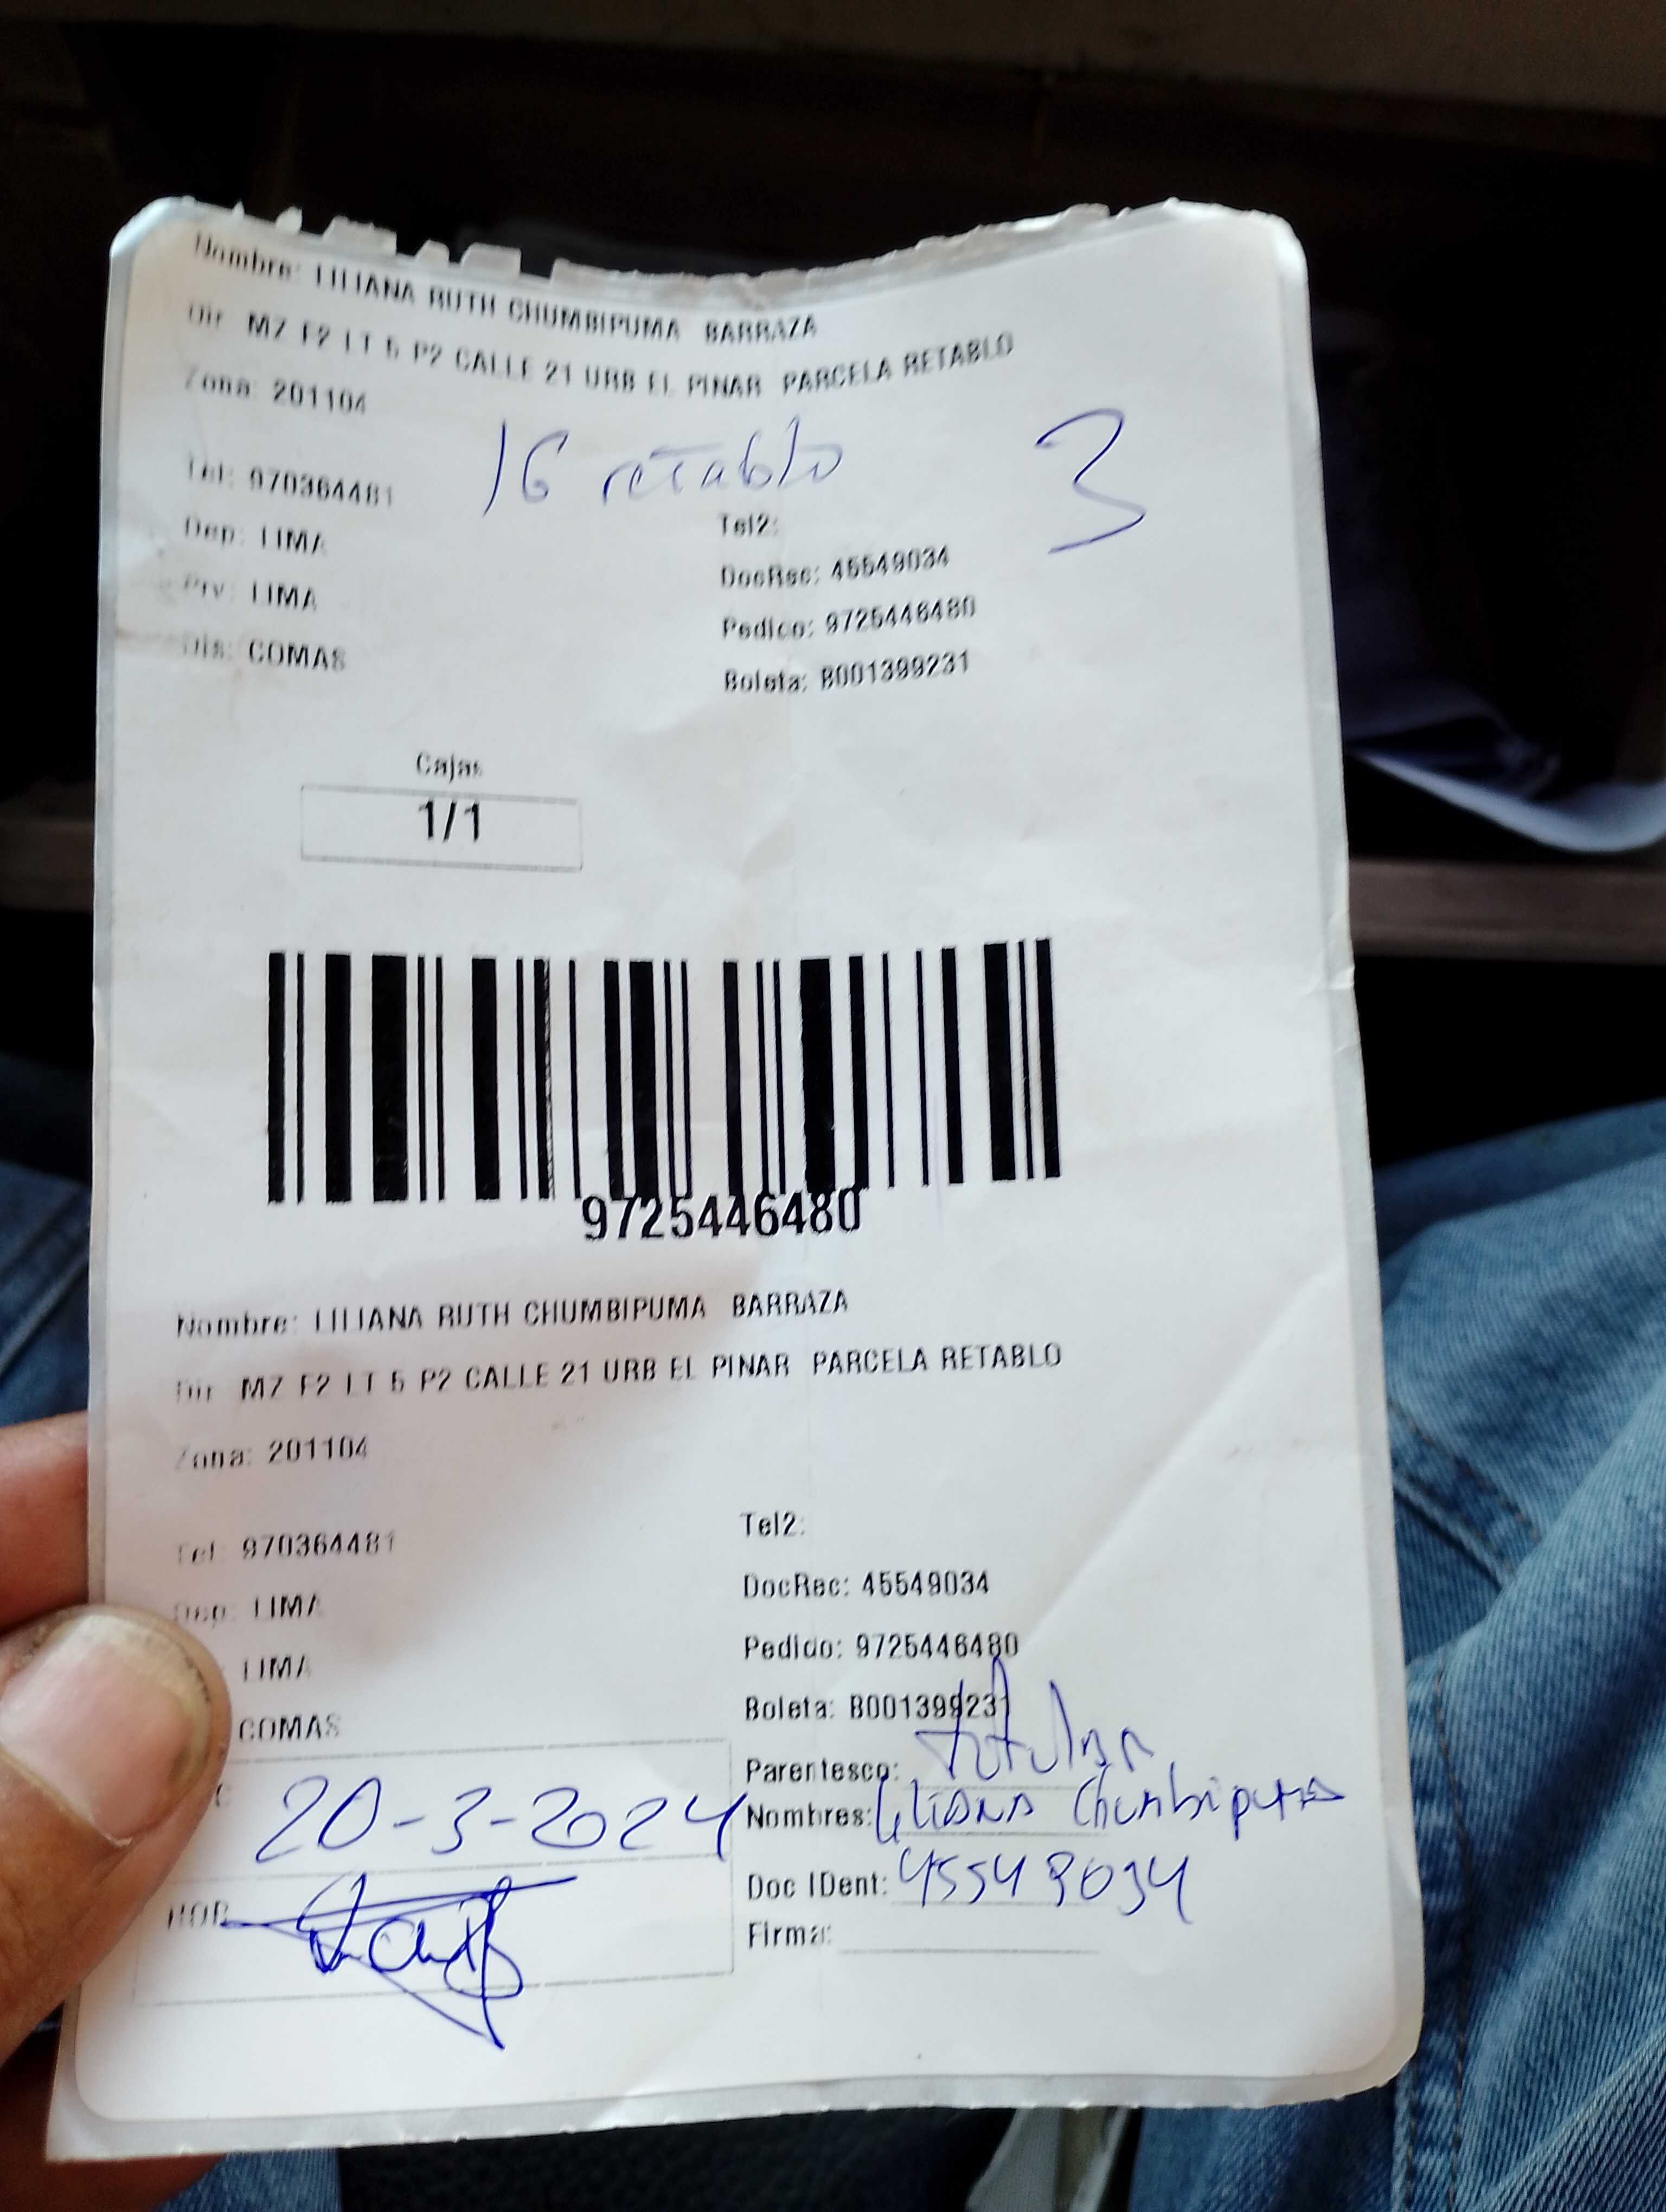 Nombre: LILIANA RUTH CHUMBIPUMA BARRAZA
Dir MZ F2 LT 5 P2 CALLE 21 URB EL PINAR PARCELA RETABLO
Zona: 201104
16 retablo 3
Tel: 970364481
Tel2:
Dep: LIMA
DocRec: 45549034
Prv: LIMA
Pedido: 9725446480
Dis: COMAS
Boleta: B001399231
Cajas
1/1
9725446480
Nombre: LILIANA RUTH CHUMBIPUMA BARRAZA
Dir MZ F2 LT 5 P2 CALLE 21 URB EL PINAR PARCELA RETABLO
Zona: 201104
Tel: 970364481
Tel2:
Dep: LIMA
DocRec: 45549034
LIMA
Pedido: 9725446480
COMAS
Boleta: B001399231
Parentesco: titular
20-3-2024
Nombres: Liliana Chumbipuma
Doc IDent: 45549034
HOR
Firma: